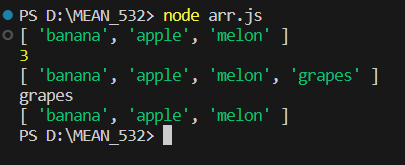 PS D:\MEAN_532> node arr.js
[ 'banana', 'apple', 'melon' ]
3
[ 'banana', 'apple', 'melon', 'grapes' ]
grapes
[ 'banana', 'apple', 'melon' ]
PS D:\MEAN_532>